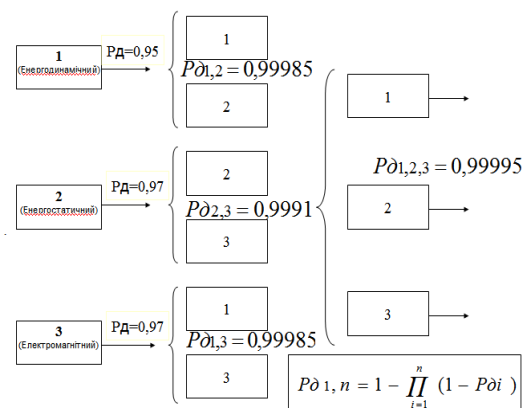 1
(Енергодинамічний)
Рд=0,95
1
Рд1,2 = 0,99985
2
2
(Енергостатичний)
Рд=0,97
2
Рд2,3 = 0,9991
3
3
(Електромагнітний)
Рд=0,97
1
Рд1,3 = 0,99985
3
1
Рд1,2,3 = 0,99995
2
3
Рд 1, n = 1 − ∏ⁿᵢ₌₁ (1 − Рдi )